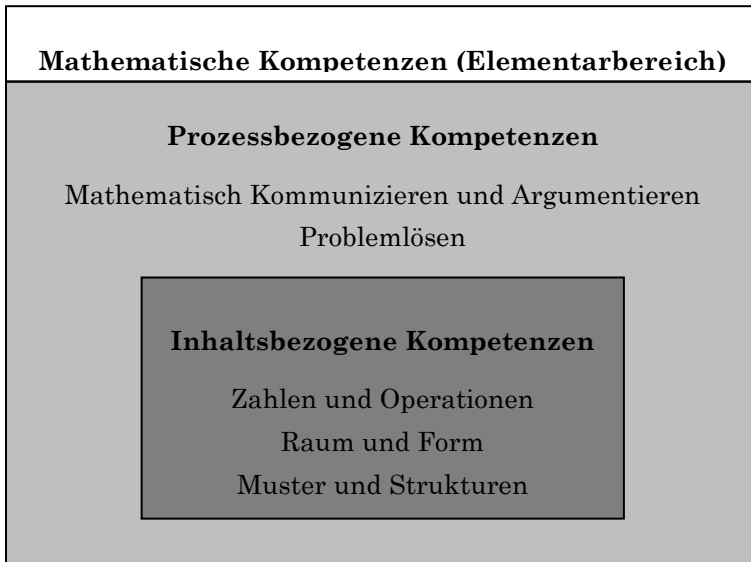 Mathematische Kompetenzen (Elementarbereich)
Prozessbezogene Kompetenzen
Mathematisch Kommunizieren und Argumentieren
Problemlösen
Inhaltsbezogene Kompetenzen
Zahlen und Operationen
Raum und Form
Muster und Strukturen